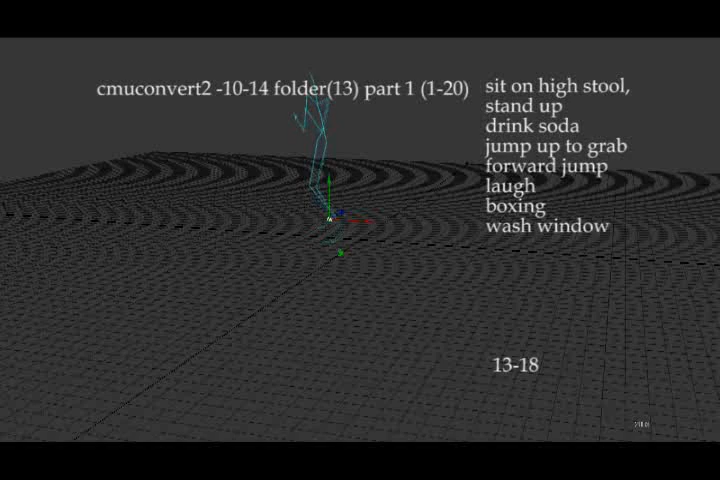 cmuconvert2 -10-14 folder(13) part 1 (1-20)
sit on high stool,
stand up
drink soda
jump up to grab
forward jump
laugh
boxing
wash window
13-18